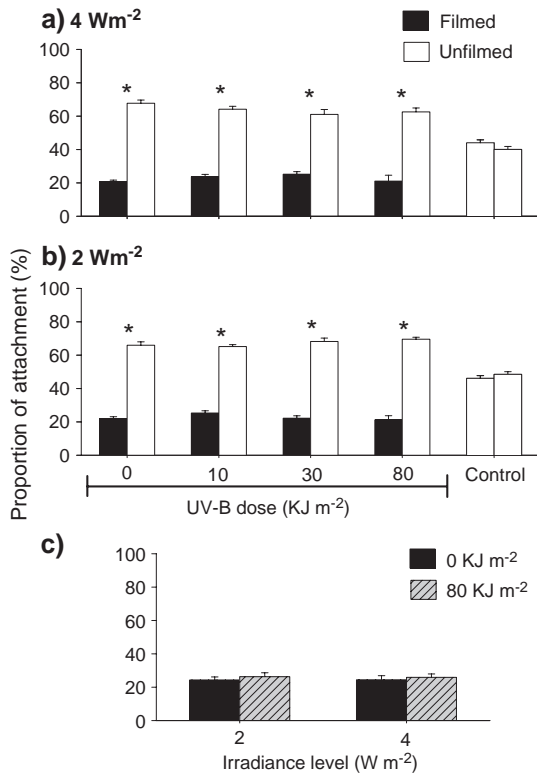 a) 4 Wm-2
Filmed
Unfilmed
100
80
60
40
20
0
* * * *
b) 2 Wm-2
100
80
60
40
20
0
* * * *
0 10 30 80 Control
UV-B dose (KJ m-2)
Proportion of attachment (%)
c)
0 KJ m-2
80 KJ m-2
100
80
60
40
20
0
2 4
Irradiance level (W m-2)